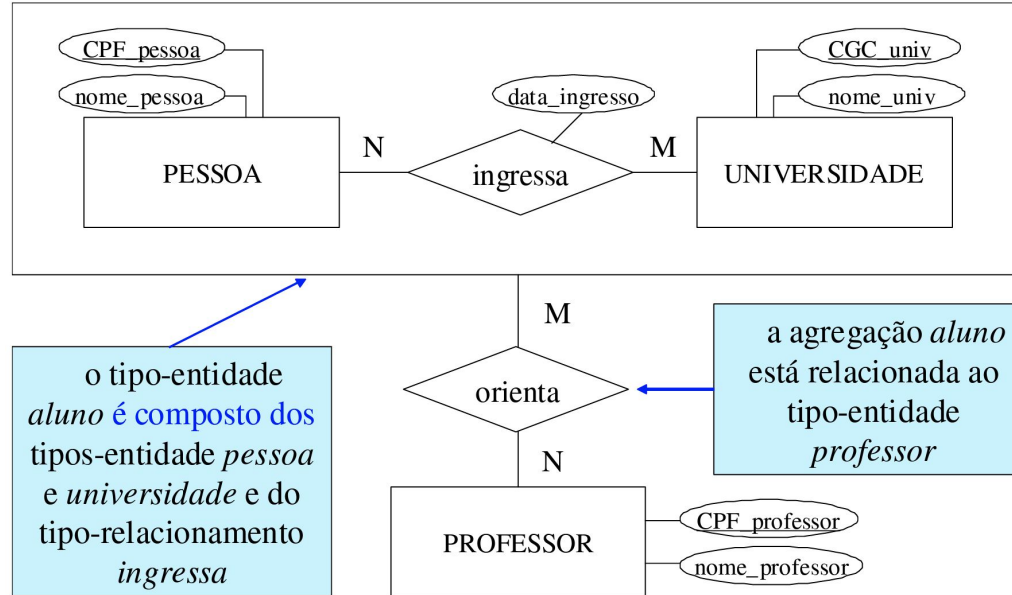 CPF_pessoa
nome_pessoa
data_ingresso
CGC_univ
nome_univ
PESSOA
N
ingressa
M
UNIVERSIDADE
M
o tipo-entidade
aluno é composto dos
tipos-entidade pessoa
e universidade e do
tipo-relacionamento
ingressa
orienta
a agregação aluno
está relacionada ao
tipo-entidade
professor
N
PROFESSOR
CPF_professor
nome_professor